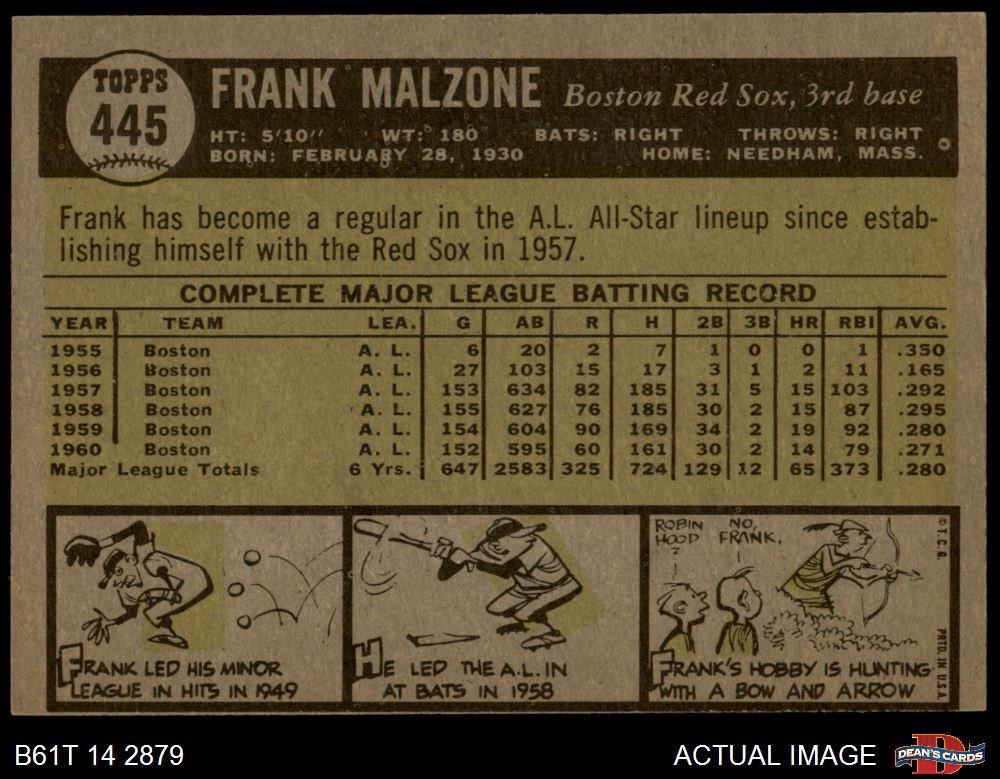 TOPPS
445
FRANK MALZONE Boston Red Sox, 3rd base
HT: 5'10" WT: 180 BATS: RIGHT THROWS: RIGHT
BORN: FEBRUARY 28, 1930 HOME: NEEDHAM, MASS.
Frank has become a regular in the A.L. All-Star lineup since estab-
lishing himself with the Red Sox in 1957.
COMPLETE MAJOR LEAGUE BATTING RECORD
YEAR TEAM LEA. G AB R H 2B 3B HR RBI AVG.
1955 Boston A. L. 6 20 2 7 1 0 0 1 .350
1956 Boston A. L. 27 103 15 17 3 1 2 11 .165
1957 Boston A. L. 153 634 82 185 31 5 15 103 .292
1958 Boston A. L. 155 627 76 185 30 2 15 87 .295
1959 Boston A. L. 154 604 90 169 34 2 19 92 .280
1960 Boston A. L. 152 595 60 161 30 2 14 79 .271
Major League Totals 6 Yrs. 647 2583 325 724 129 12 65 373 .280
FRANK LED HIS MINOR
LEAGUE IN HITS IN 1949
HE LED THE A.L. IN
AT BATS IN 1958
ROBIN
HOOD
?
NO,
FRANK.
FRANK'S HOBBY IS HUNTING
WITH A BOW AND ARROW
© T.C.G.
PRTD. IN U.S.A.
B61T 14 2879
ACTUAL IMAGE
D
DEAN'S CARDS